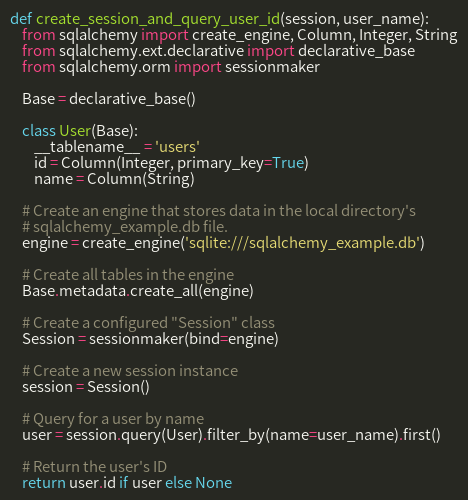 def create_session_and_query_user_id(session, user_name):
from sqlalchemy import create_engine, Column, Integer, String
from sqlalchemy.ext.declarative import declarative_base
from sqlalchemy.orm import sessionmaker
Base = declarative_base()
class User(Base):
__tablename__ = 'users'
id = Column(Integer, primary_key=True)
name = Column(String)
# Create an engine that stores data in the local directory's
# sqlalchemy_example.db file.
engine = create_engine('sqlite:///sqlalchemy_example.db')
# Create all tables in the engine
Base.metadata.create_all(engine)
# Create a configured "Session" class
Session = sessionmaker(bind=engine)
# Create a new session instance
session = Session()
# Query for a user by name
user = session.query(User).filter_by(name=user_name).first()
# Return the user's ID
return user.id if user else None